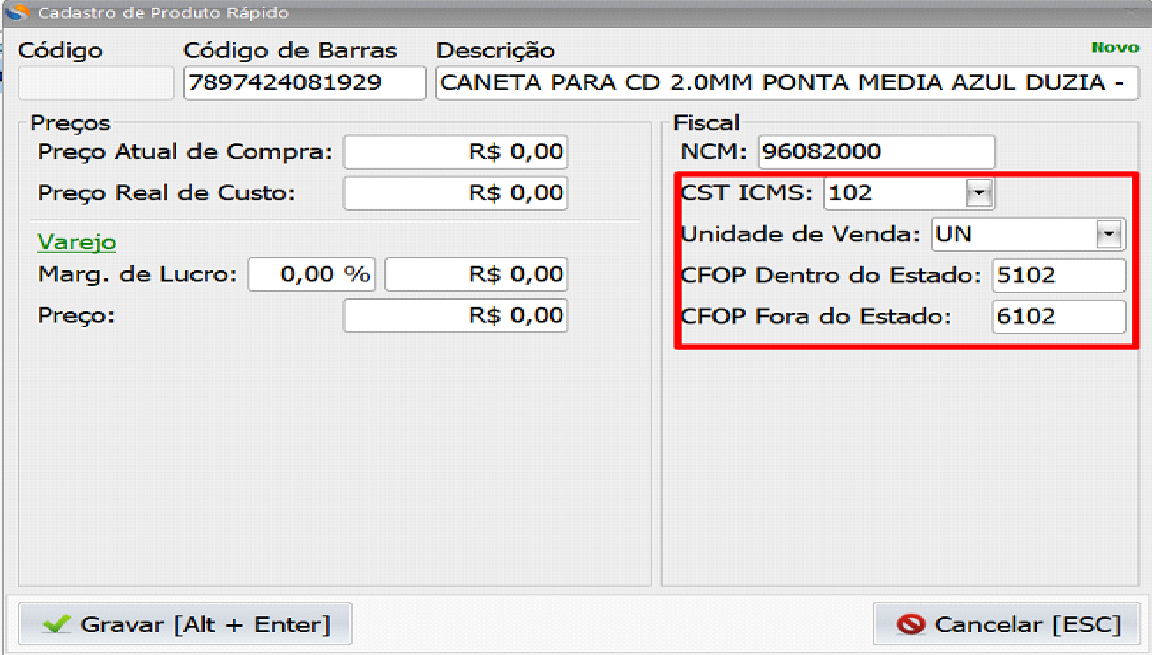 Cadastro de Produto Rápido
Código Código de Barras Descrição Novo
7897424081929 CANETA PARA CD 2.0MM PONTA MEDIA AZUL DUZIA -
Preços
Preço Atual de Compra: R$ 0,00
Preço Real de Custo: R$ 0,00
Varejo
Marg. de Lucro: 0,00 % R$ 0,00
Preço: R$ 0,00
Fiscal
NCM: 96082000
CST ICMS: 102
Unidade de Venda: UN
CFOP Dentro do Estado: 5102
CFOP Fora do Estado: 6102
Gravar [Alt + Enter] Cancelar [ESC]